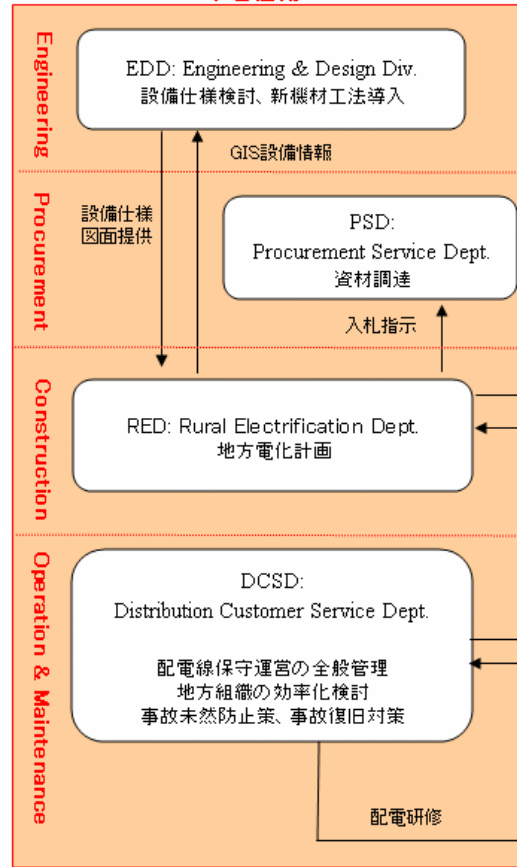 Engineering
EDD: Engineering & Design Div.
設備仕様検討、新機材工法導入
GIS設備情報
設備仕様
図面提供
Procurement
PSD:
Procurement Service Dept.
資材調達
入札指示
Construction
RED: Rural Electrification Dept.
地方電化計画
Operation & Maintenance
DCSD:
Distribution Customer Service Dept.
配電線保守運営の全般管理
地方組織の効率化検討
事故未然防止策、事故復旧対策
配電研修